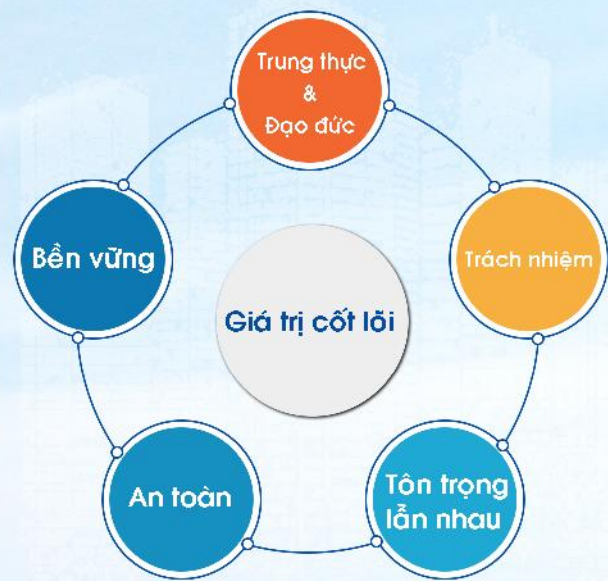 Trung thực
&
Đạo đức
Trách nhiệm
Tôn trọng
lẫn nhau
An toàn
Bền vững
Giá trị cốt lõi